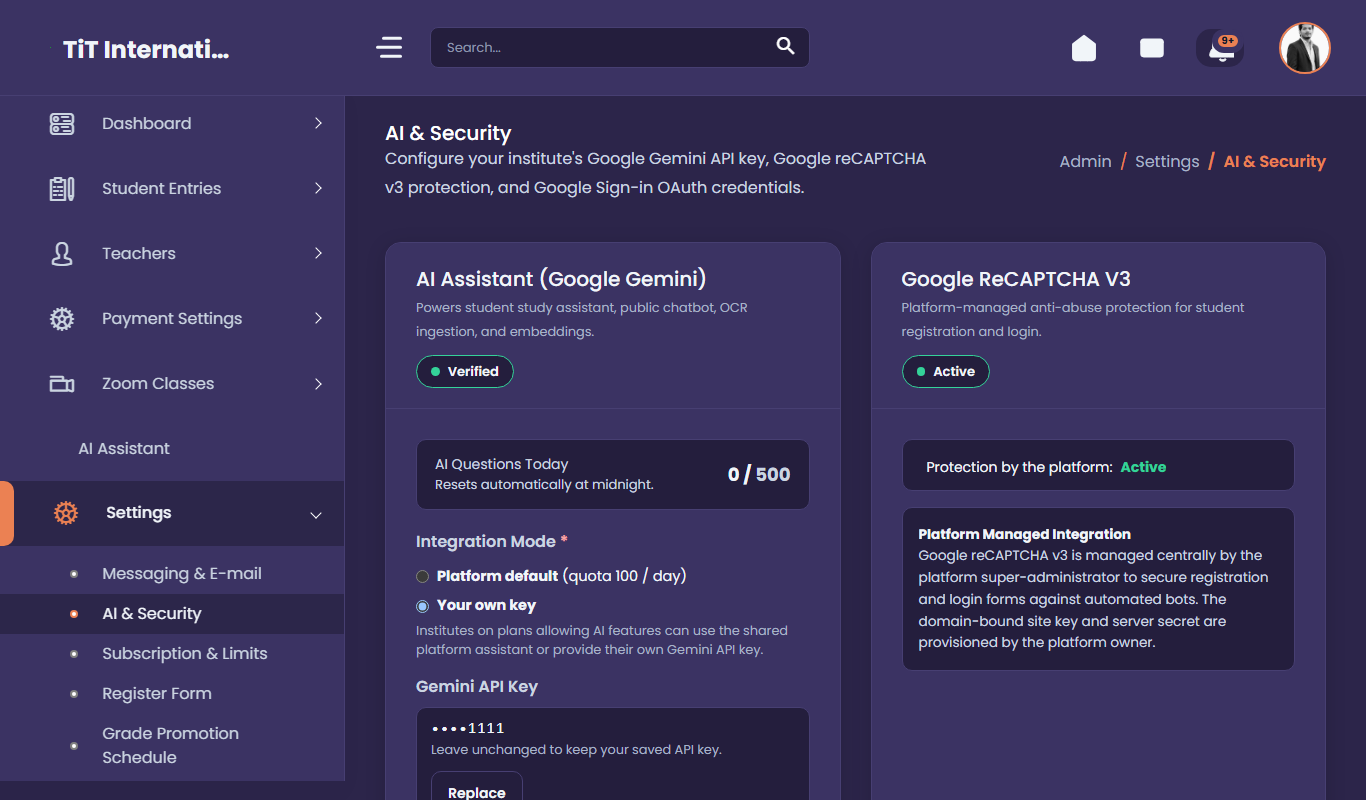 TiT Internati...
Search...
9+
Dashboard
Student Entries
Teachers
Payment Settings
Zoom Classes
AI Assistant
Settings
Messaging & E-mail
AI & Security
Subscription & Limits
Register Form
Grade Promotion
Schedule
AI & Security
Configure your institute's Google Gemini API key, Google reCAPTCHA
v3 protection, and Google Sign-in OAuth credentials.
Admin / Settings / AI & Security
AI Assistant (Google Gemini)
Powers student study assistant, public chatbot, OCR
ingestion, and embeddings.
Verified
AI Questions Today
Resets automatically at midnight.
0 / 500
Integration Mode *
Platform default (quota 100 / day)
Your own key
Institutes on plans allowing AI features can use the shared
platform assistant or provide their own Gemini API key.
Gemini API Key
••••1111
Leave unchanged to keep your saved API key.
Replace
Google ReCAPTCHA V3
Platform-managed anti-abuse protection for student
registration and login.
Active
Protection by the platform: Active
Platform Managed Integration
Google reCAPTCHA v3 is managed centrally by the
platform super-administrator to secure registration
and login forms against automated bots. The
domain-bound site key and server secret are
provisioned by the platform owner.